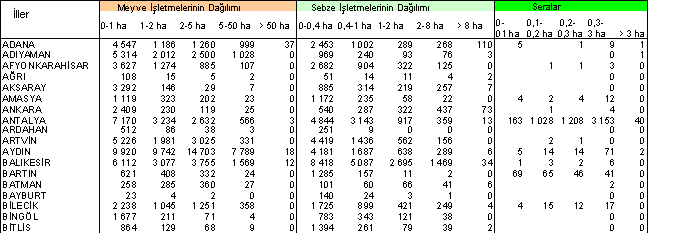 İller Meyve İşletmelerinin Dağılımı Sebze İşletmelerinin Dağılımı Seralar
0-1 ha 1-2 ha 2-5 ha 5-50 ha > 50 ha 0-0,4 ha 0,4-1 ha 1-2 ha 2-8 ha > 8 ha 0-01 ha 0,1-0,2 ha 0,2-0,3 ha 0,3-3 ha > 3 ha
ADANA 4 547 1 186 1 260 999 37 2 453 1 002 289 268 110 5 1 9 1
ADIYAMAN 5 314 2 012 2 500 1 028 0 969 240 93 76 3 0 1
AFYONKARAHİSAR 3 627 1 274 885 107 0 2 682 904 322 125 0 1 1 3 0
AĞRI 108 15 5 2 0 51 14 11 4 2 0 0
AKSARAY 3 292 146 29 7 0 885 314 219 257 7 0 0
AMASYA 1 119 323 202 23 0 1 172 235 58 22 0 4 2 4 12 0
ANKARA 2 409 230 119 25 0 540 287 322 437 73 1 4 0
ANTALYA 7 170 3 234 2 632 566 3 4 844 3 143 917 359 13 163 1 028 1 208 3 153 40
ARDAHAN 512 86 38 3 0 251 9 0 0 0 0 0
ARTVİN 5 226 1 981 3 025 331 0 4 419 1 436 562 156 0 0 0
AYDIN 9 920 9 742 14 703 7 789 18 4 181 1 687 638 289 6 5 14 14 71 2
BALIKESİR 6 112 3 077 3 755 1 569 12 8 418 5 087 2 695 1 469 34 1 3 2 6 0
BARTIN 621 408 332 24 0 1 285 157 11 2 0 69 65 46 41 0
BATMAN 258 285 360 27 0 101 60 66 41 6 2 0
BAYBURT 23 4 2 0 0 140 24 3 1 0 0 0
BİLECİK 2 238 1 045 1 251 358 0 1 725 899 421 249 4 4 15 12 17 0
BİNGÖL 1 677 211 71 4 0 783 343 121 38 0 0 0
BİTLİS 864 129 68 9 0 1 394 261 79 39 2 0 0